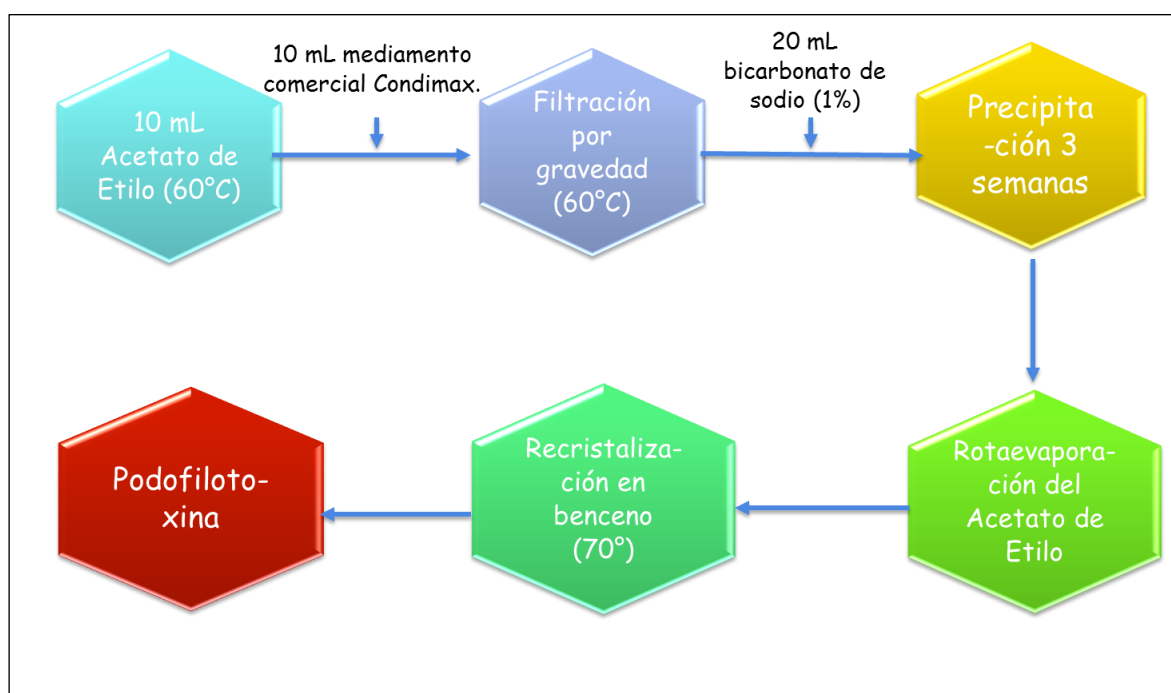 10 mL
Acetato de
Etilo (60°C)
10 mL mediamento
comercial Condimax.
Filtración
por
gravedad
(60°C)
20 mL
bicarbonato de
sodio (1%)
Precipita
-ción 3
semanas
Rotaevapora-
ción del
Acetato de
Etilo
Recristaliza-
ción en
benceno
(70°)
Podofiloto-
xina